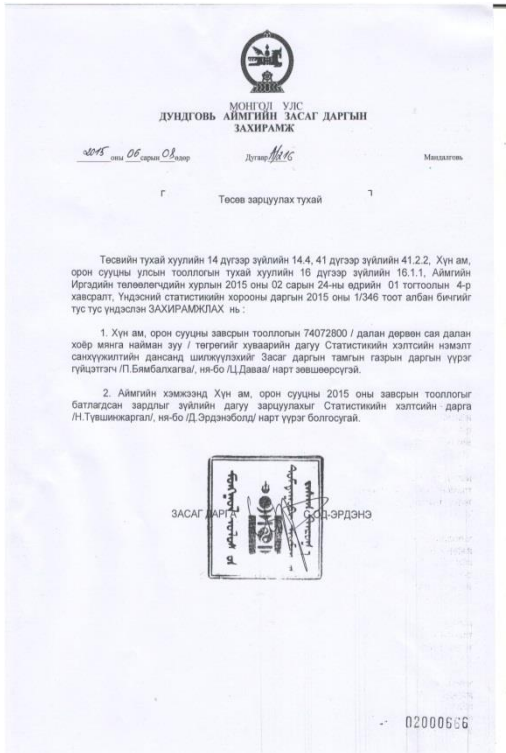 МОНГОЛ УЛС
ДУНДГОВЬ АЙМГИЙН ЗАСАГ ДАРГЫН
ЗАХИРАМЖ
2015 оны 06 сарын 08 өдөр Дугаар А/216 Мандалговь
Төсөв зарцуулах тухай
Төсвийн тухай хуулийн 14 дүгээр зүйлийн 14.4, 41 дүгээр зүйлийн 41.2.2, Хүн ам,
орон сууцны улсын тооллогын тухай хуулийн 16 дүгээр зүйлийн 16.1.1, Аймгийн
Иргэдийн төлөөлөгчдийн хурлын 2015 оны 02 сарын 24-ны өдрийн 01 тогтоолын 4-р
хавсралт, Үндэсний статистикийн хорооны даргын 2015 оны 1/346 тоот албан бичгийг
тус тус үндэслэн ЗАХИРАМЖЛАХ нь :
1. Хүн ам, орон сууцны завсрын тооллогын 74072800 / далан дөрвөн сая далан
хоёр мянга найман зуу / төгрөгийг хуваарийн дагуу Статистикийн хэлтсийн нэмэлт
санхүүжилтийн дансанд шилжүүлэхийг Засаг даргын тамгын газрын даргын үүрэг
гүйцэтгэгч /П.Бямбалхагва/, ня-бо /Ц.Даваа/ нарт зөвшөөрсүгэй.
2. Аймгийн хэмжээнд Хүн ам, орон сууцны 2015 оны завсрын тооллогыг
батлагдсан зардлыг зүйлийн дагуу зарцуулахыг Статистикийн хэлтсийн дарга
/Н.Түвшинжаргал/, ня-бо /Д.Эрдэнэболд/ нарт үүрэг болгосугай.
ЗАСАГ ДАРГА С.ОД-ЭРДЭНЭ
02000666